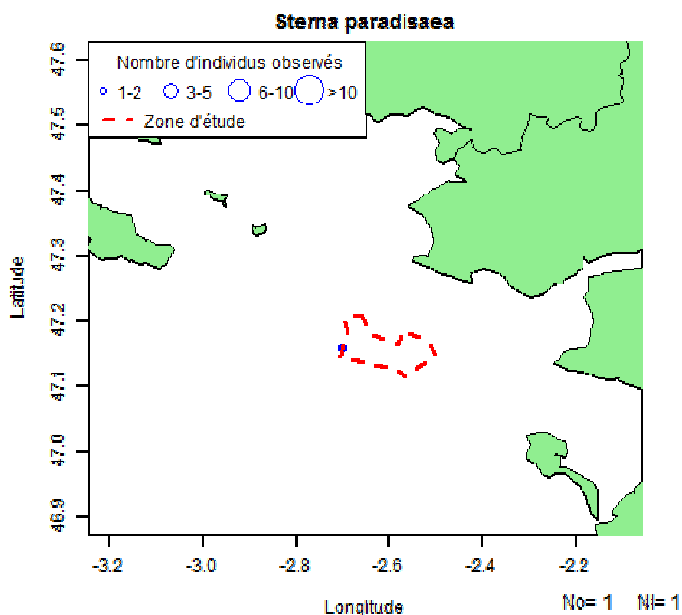 Sterna paradisaea
Nombre d'individus observés
1-2 3-5 6-10 >10
Zone d'étude
Latitude
47.6
47.5
47.4
47.3
47.2
47.1
47.0
46.9
-3.2 -3.0 -2.8 -2.6 -2.4 -2.2
Longitude
No= 1 NI= 1